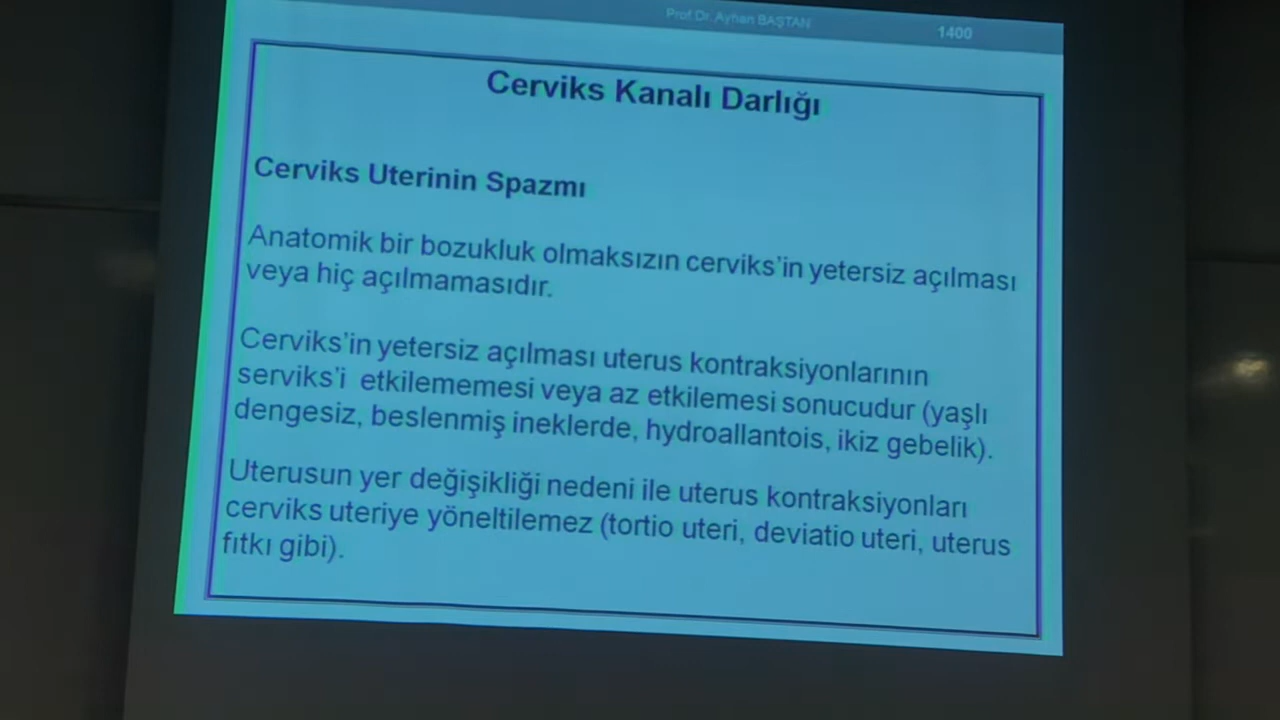 Prof.Dr. Ayhan BAŞTAN
1400
Cerviks Kanalı Darlığı
Cerviks Uterinin Spazmı
Anatomik bir bozukluk olmaksızın cerviks'in yetersiz açılması
veya hiç açılmamasıdır.
Cerviks'in yetersiz açılması uterus kontraksiyonlarının
serviks'i etkilememesi veya az etkilemesi sonucudur (yaşlı
dengesiz, beslenmiş ineklerde, hydroallantois, ikiz gebelik).
Uterusun yer değişikliği nedeni ile uterus kontraksiyonları
cerviks uteriye yöneltilemez (tortio uteri, deviatio uteri, uterus
fıtkı gibi).